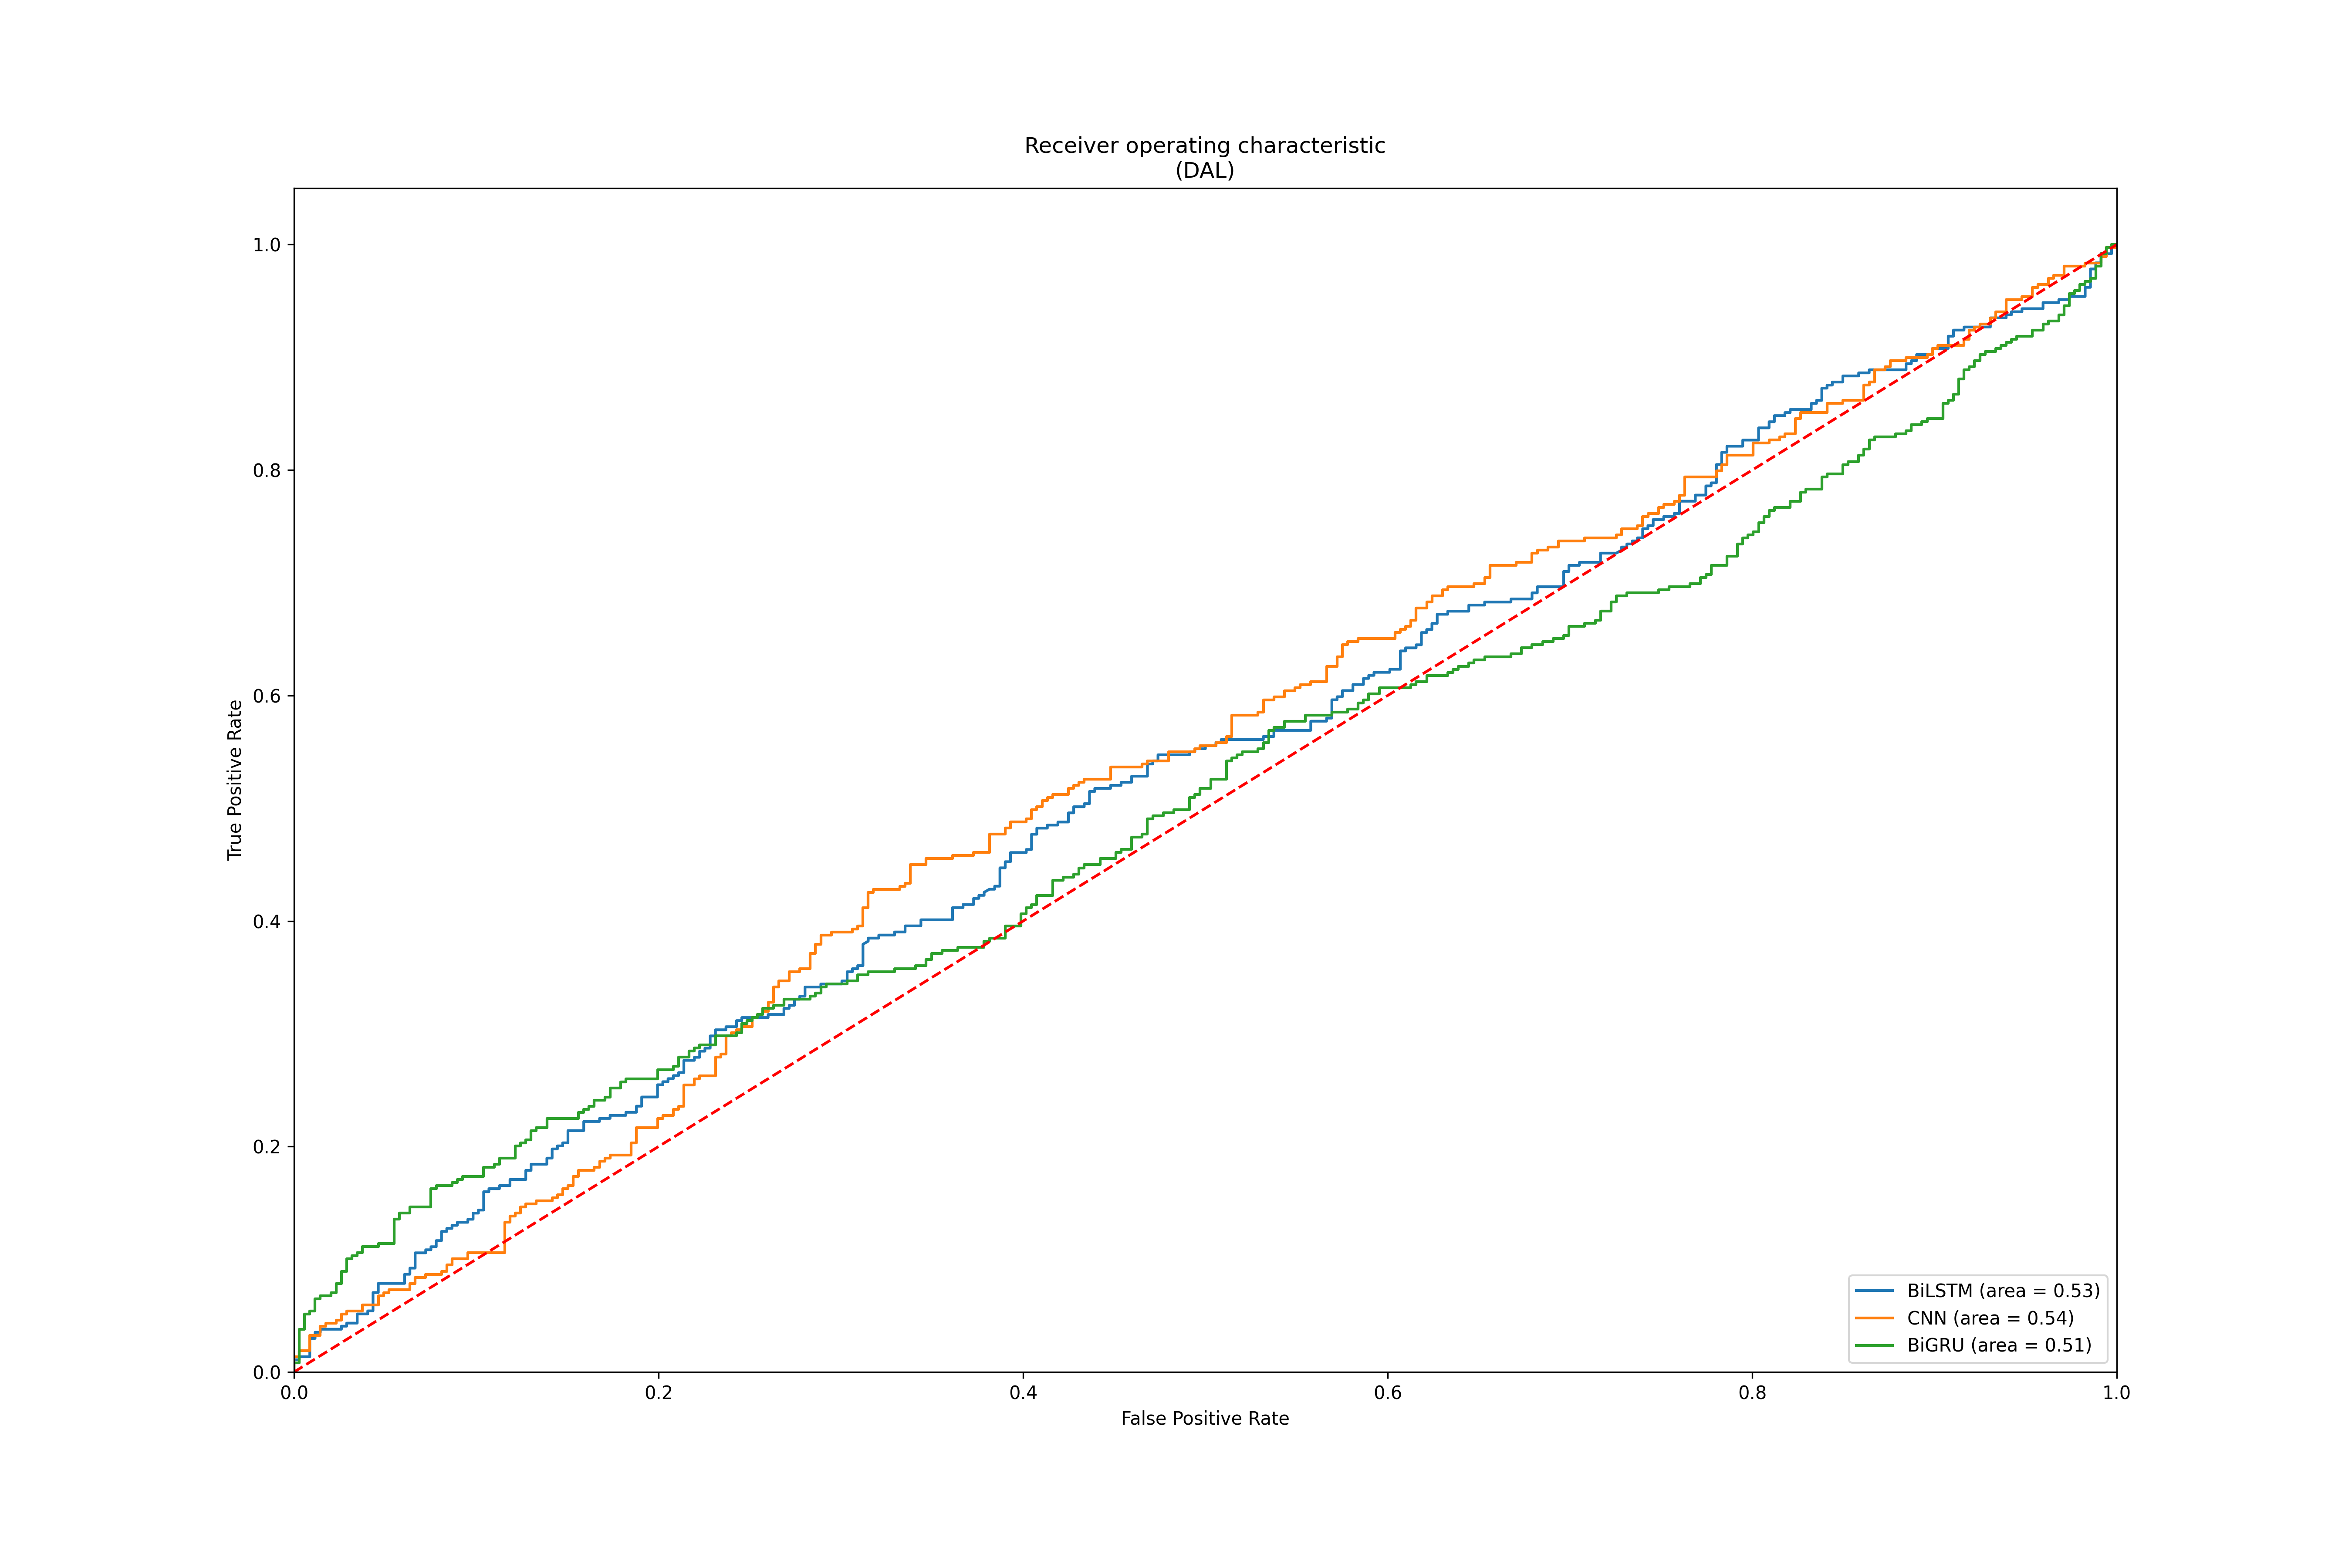 Receiver operating characteristic
(DAL)
True Positive Rate
1.0
0.8
0.6
0.4
0.2
0.0
0.0 0.2 0.4 0.6 0.8 1.0
False Positive Rate
BiLSTM (area = 0.53)
CNN (area = 0.54)
BiGRU (area = 0.51)